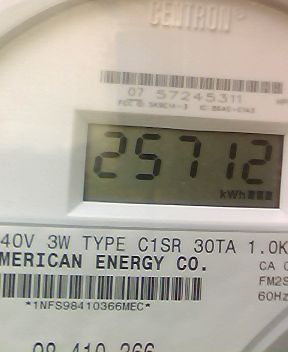 CENTRON®
07 57245311
25712
kWh
40V 3W TYPE C1SR 30TA 1.0K
MERICAN ENERGY CO.
CA
FM2S
60Hz
*1NFS98410366MEC*
98 410 366